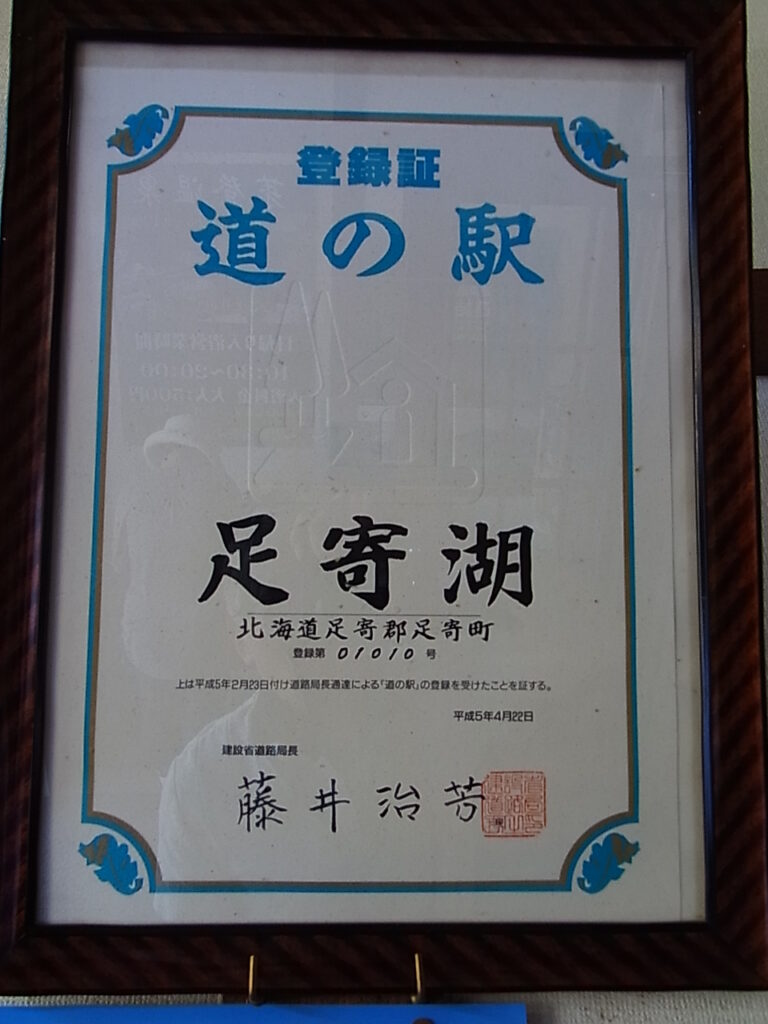 登録証
道の駅
足寄湖
北海道足寄郡足寄町
登録第 01010 号
上は平成5年2月23日付け道路局長通達による「道の駅」の登録を受けたことを証する。
平成5年4月22日
建設省道路局長
藤井治芳